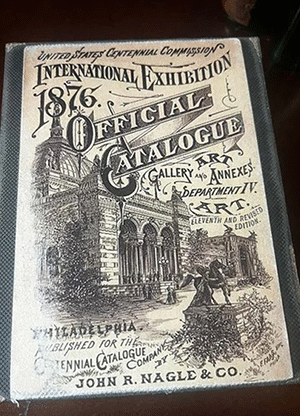 UNITED STATES CENTENNIAL COMMISSION
INTERNATIONAL EXHIBITION
1876.
OFFICIAL
CATALOGUE
ART
GALLERY AND ANNEXES
DEPARTMENT IV.
ART.
ELEVENTH AND REVISED
EDITION.
PHILADELPHIA.
PUBLISHED FOR THE
CENTENNIAL CATALOGUE
COMPANY BY
JOHN R. NAGLE & CO.